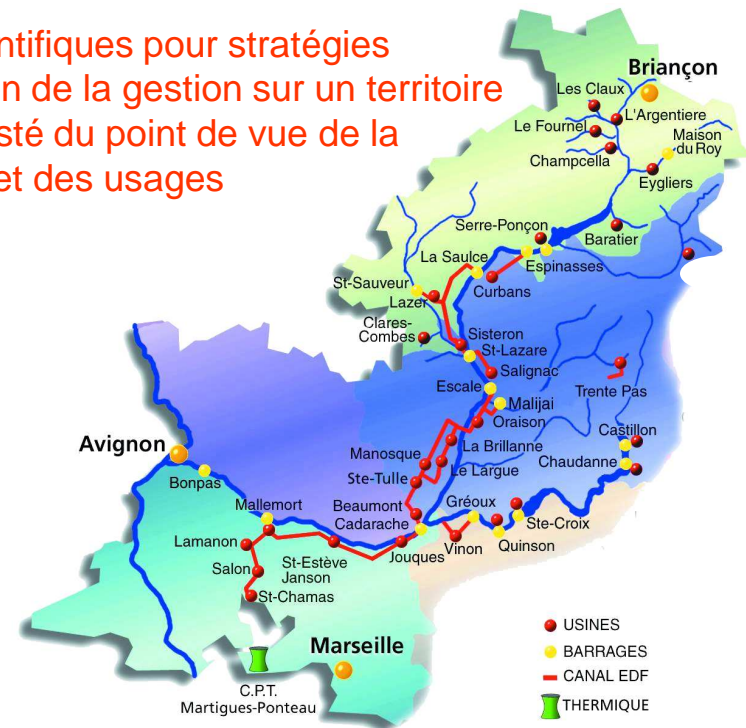 ntifiques pour stratégies
n de la gestion sur un territoire
sté du point de vue de la
et des usages
Briançon
Les Claux
L'Argentiere
Le Fournel
Maison
du Roy
Champcella
Eygliers
Serre-Ponçon
Baratier
La Saulce
Espinasses
St-Sauveur
Curbans
Lazer
Clares-
Combes
Sisteron
St-Lazare
Salignac
Escale
Trente Pas
Malijai
Oraison
Castillon
Avignon
Manosque
La Brillanne
Chaudanne
Bonpas
Ste-Tulle
Le Largue
Mallemort
Beaumont
Gréoux
Cadarache
Ste-Croix
Lamanon
St-Estève
Janson
Jouques
Vinon
Quinson
Salon
St-Chamas
USINES
Marseille
BARRAGES
C.P.T.
Martigues-Ponteau
CANAL EDF
THERMIQUE